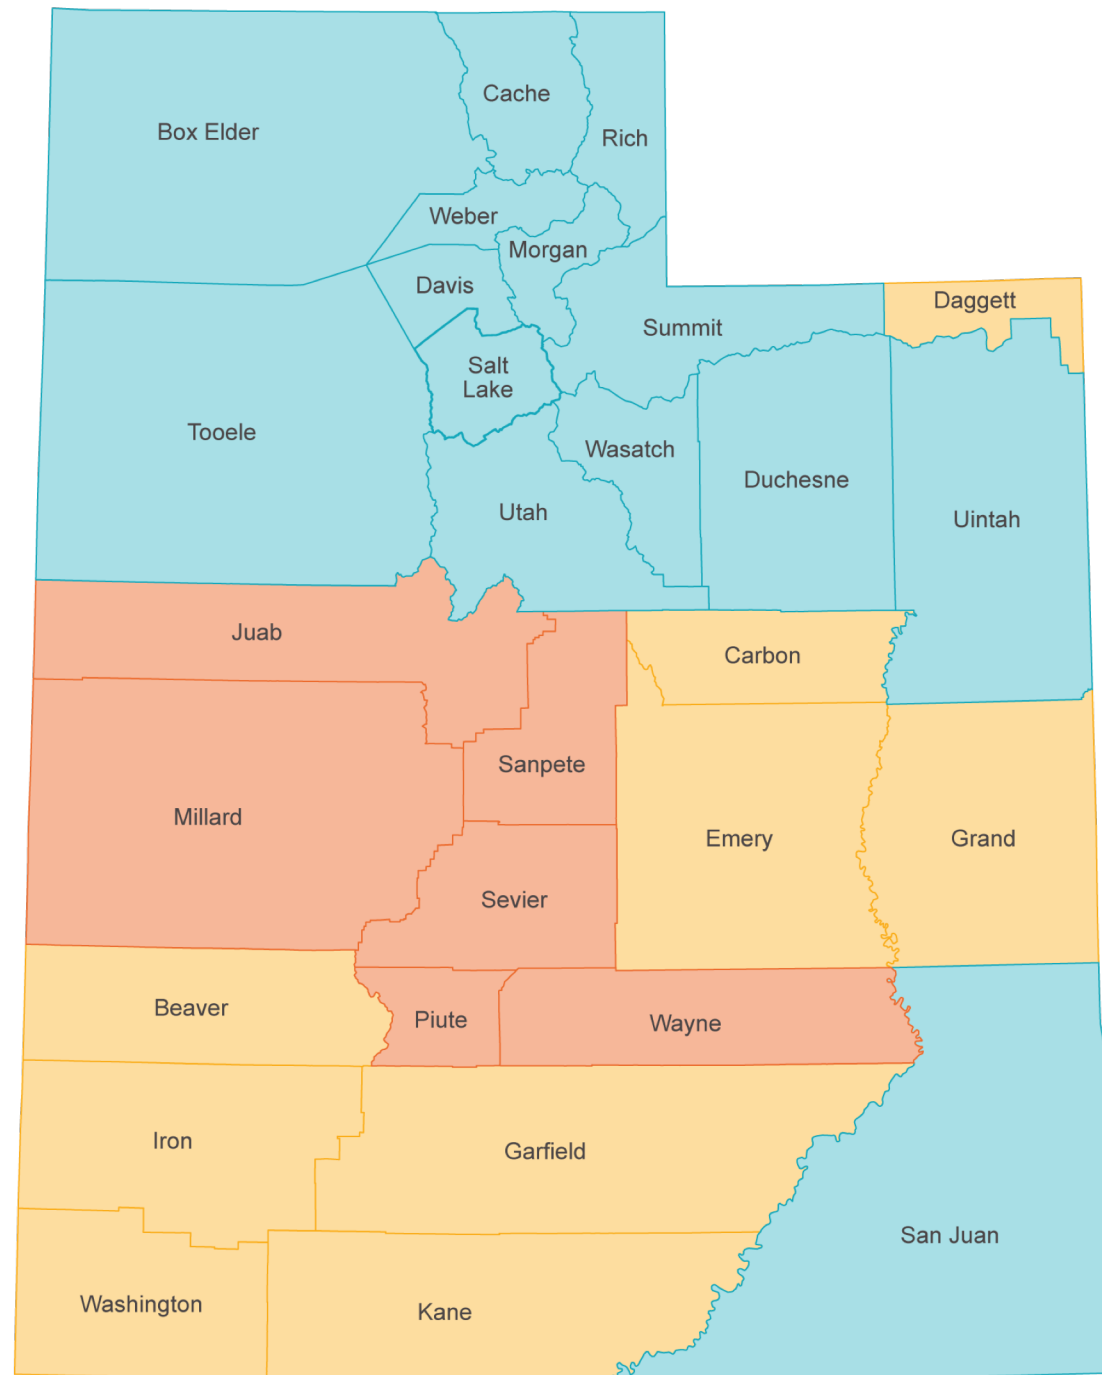 Cache
Box Elder
Rich
Weber
Morgan
Davis
Daggett
Summit
Salt
Lake
Tooele
Wasatch
Duchesne
Utah
Uintah
Juab
Carbon
Sanpete
Millard
Emery
Grand
Sevier
Beaver
Piute
Wayne
Iron
Garfield
San Juan
Washington
Kane